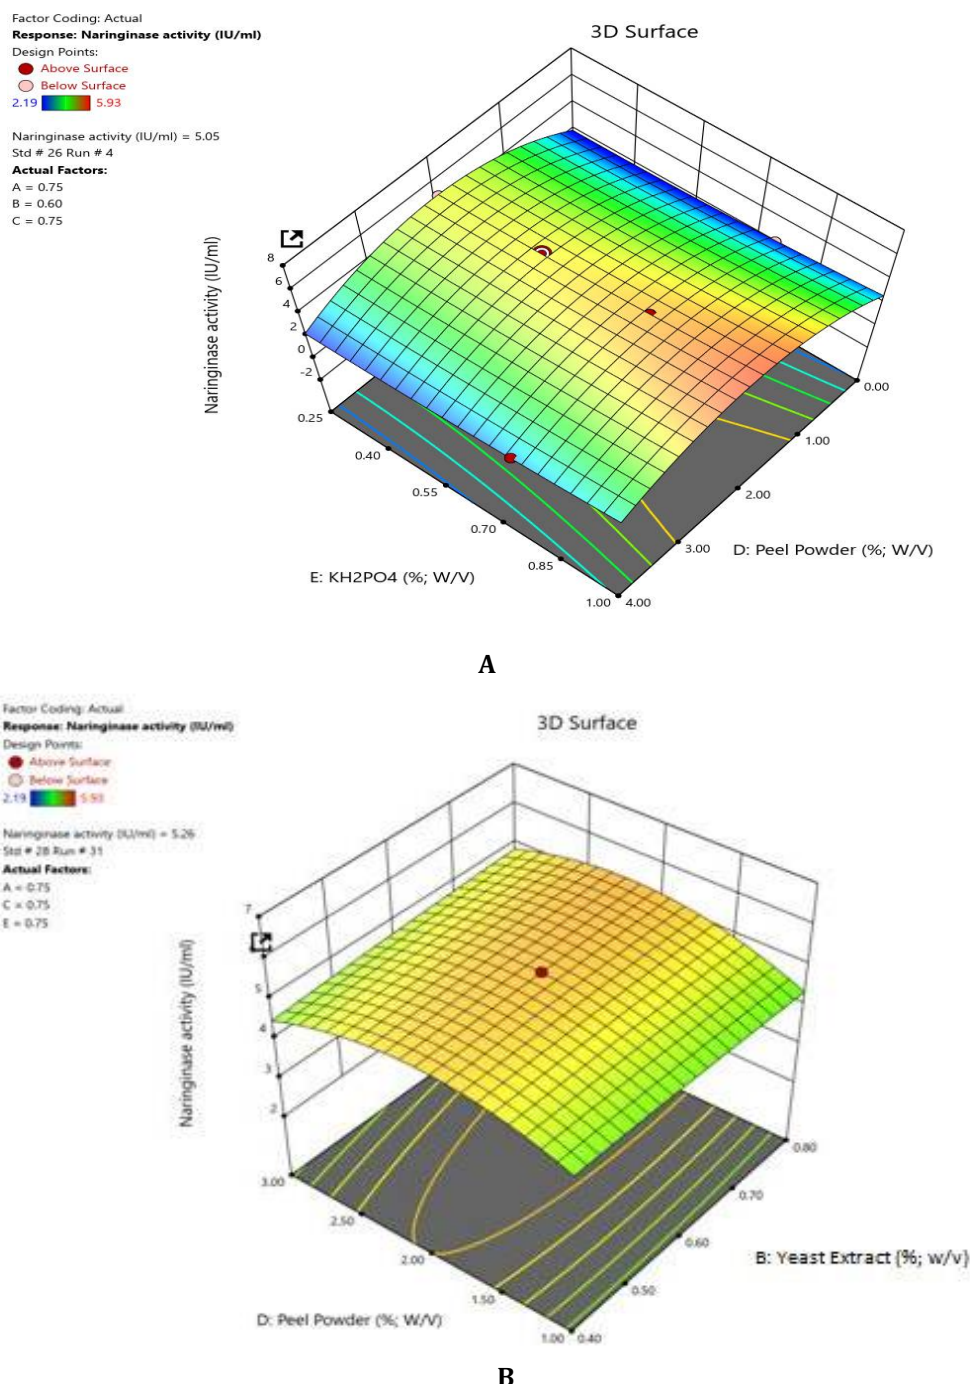 Factor Coding: Actual
Response: Naringinase activity (IU/ml)
Design Points:
Above Surface
Below Surface
2.19 5.93
Naringinase activity (IU/ml) = 5.05
Std # 26 Run # 4
Actual Factors:
A = 0.75
B = 0.60
C = 0.75
3D Surface
Naringinase activity (IU/ml)
8
6
4
2
0
-2
0.25
0.40
0.55
0.70
0.85
1.00
E: KH2PO4 (%; W/V)
4.00
3.00
2.00
1.00
0.00
D: Peel Powder (%; W/V)
A
Factor Coding: Actual
Response: Naringinase activity (IU/ml)
Design Points:
Above Surface
Below Surface
2.19 5.93
Naringinase activity (IU/ml) = 5.26
Std # 28 Run # 31
Actual Factors:
A = 0.75
C = 0.75
E = 0.75
3D Surface
Naringinase activity (IU/ml)
7
5
4
3
2
3.00
2.50
2.00
1.50
1.00
D: Peel Powder (%; W/V)
0.40
0.50
0.60
0.70
0.80
B: Yeast Extract (%; w/v)
B